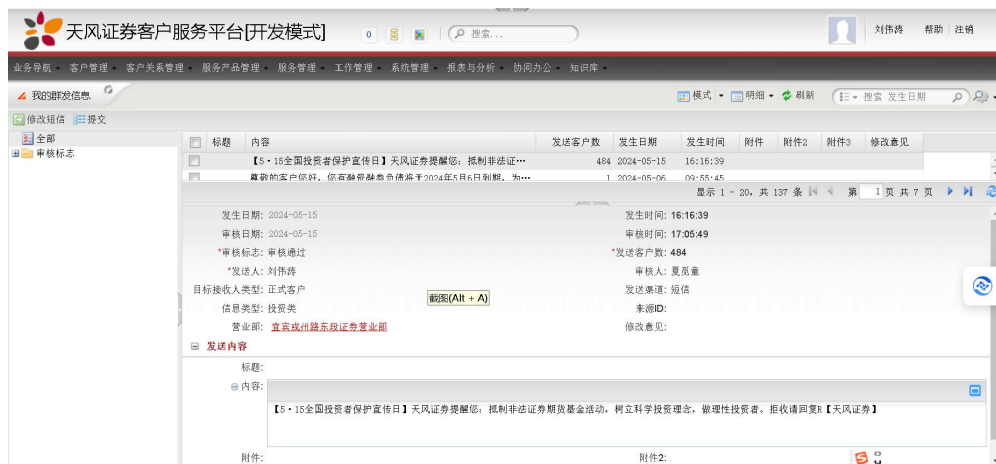 天风证券客户服务平台[开发模式]
0
搜索...
刘伟涛 帮助 注销
业务导航 客户管理 客户关系管理 服务产品管理 服务管理 工作管理 系统管理 报表与分析 协同办公 知识库
我的群发信息
模式 明细 刷新 搜索 发生日期
修改短信 提交
全部
审核标志
标题 内容 发送客户数 发生日期 发生时间 附件 附件2 附件3 修改意见
【5·15全国投资者保护宣传日】天风证券提醒您：抵制非法证… 484 2024-05-15 16:16:39
尊敬的客户您好，您有融资融券负债将于2024年5月6日到期，为… 1 2024-05-06 09:55:45
显示 1 - 20，共 137 条 第 1 页 共 7 页
发生日期: 2024-05-15 发生时间: 16:16:39
审核日期: 2024-05-15 审核时间: 17:05:49
*审核标志: 审核通过 *发送客户数: 484
*发送人: 刘伟涛 审核人: 夏觅童
目标接收人类型: 正式客户 发送渠道: 短信
截图(Alt + A)
信息类型: 投资类 来源ID:
营业部: 宜宾戎州路东段证券营业部 修改意见:
发送内容
标题:
内容:
【5·15全国投资者保护宣传日】天风证券提醒您：抵制非法证券期货基金活动，树立科学投资理念，做理性投资者。拒收请回复R【天风证券】
附件: 附件2: